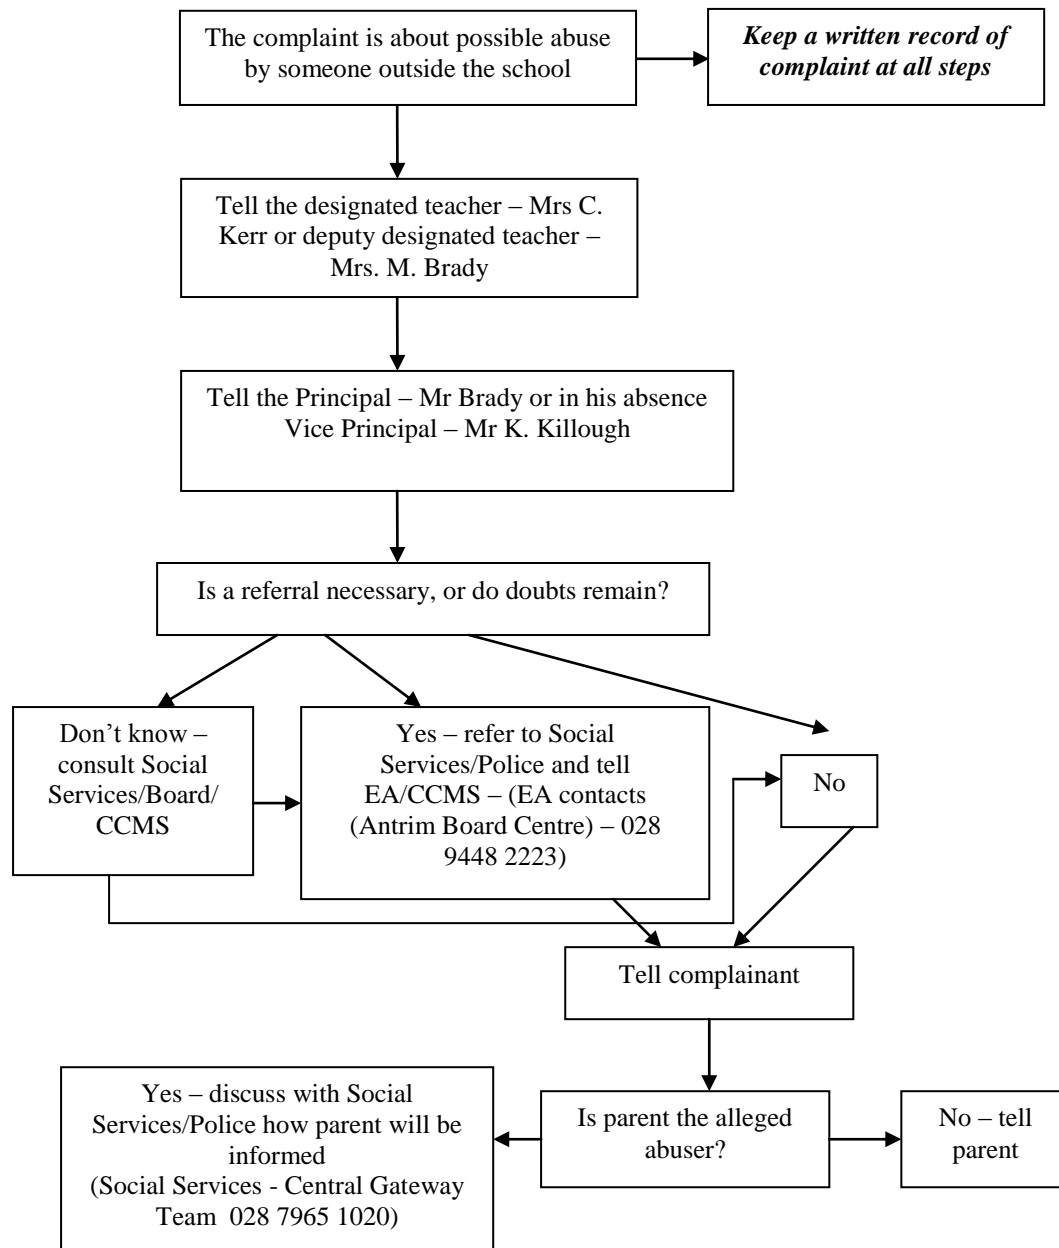 The complaint is about possible abuse
by someone outside the school
Keep a written record of
complaint at all steps
Tell the designated teacher – Mrs C.
Kerr or deputy designated teacher –
Mrs. M. Brady
Tell the Principal – Mr Brady or in his absence
Vice Principal – Mr K. Killough
Is a referral necessary, or do doubts remain?
Don’t know –
consult Social
Services/Board/
CCMS
Yes – refer to Social
Services/Police and tell
EA/CCMS – (EA contacts
(Antrim Board Centre) – 028
9448 2223)
No
Tell complainant
Yes – discuss with Social
Services/Police how parent will be
informed
(Social Services - Central Gateway
Team  028 7965 1020)
Is parent the alleged
abuser?
No – tell
parent